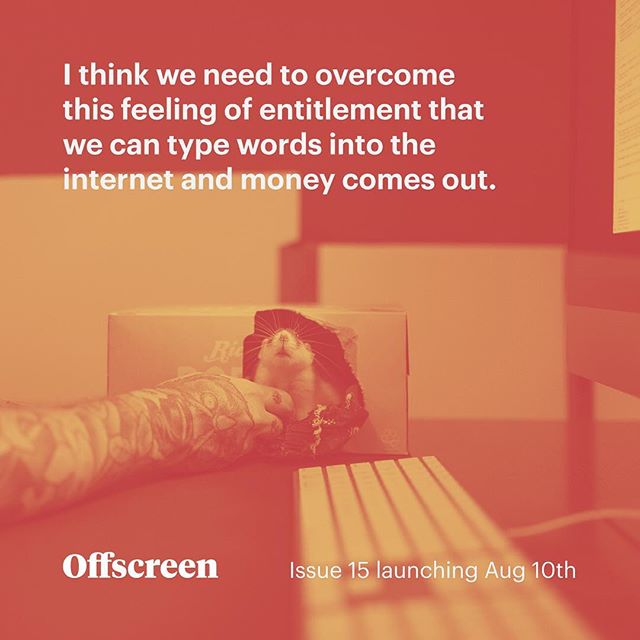 I think we need to overcome
this feeling of entitlement that
we can type words into the
internet and money comes out.
Offscreen
Issue 15 launching Aug 10th